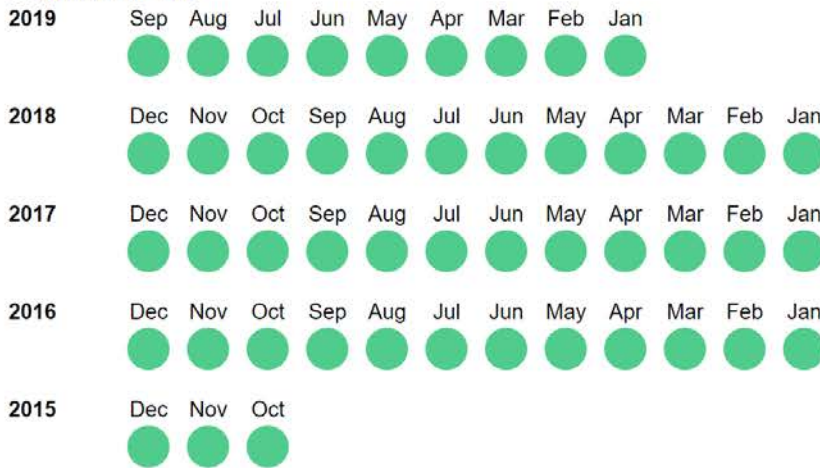 2019 Sep Aug Jul Jun May Apr Mar Feb Jan
2018 Dec Nov Oct Sep Aug Jul Jun May Apr Mar Feb Jan
2017 Dec Nov Oct Sep Aug Jul Jun May Apr Mar Feb Jan
2016 Dec Nov Oct Sep Aug Jul Jun May Apr Mar Feb Jan
2015 Dec Nov Oct